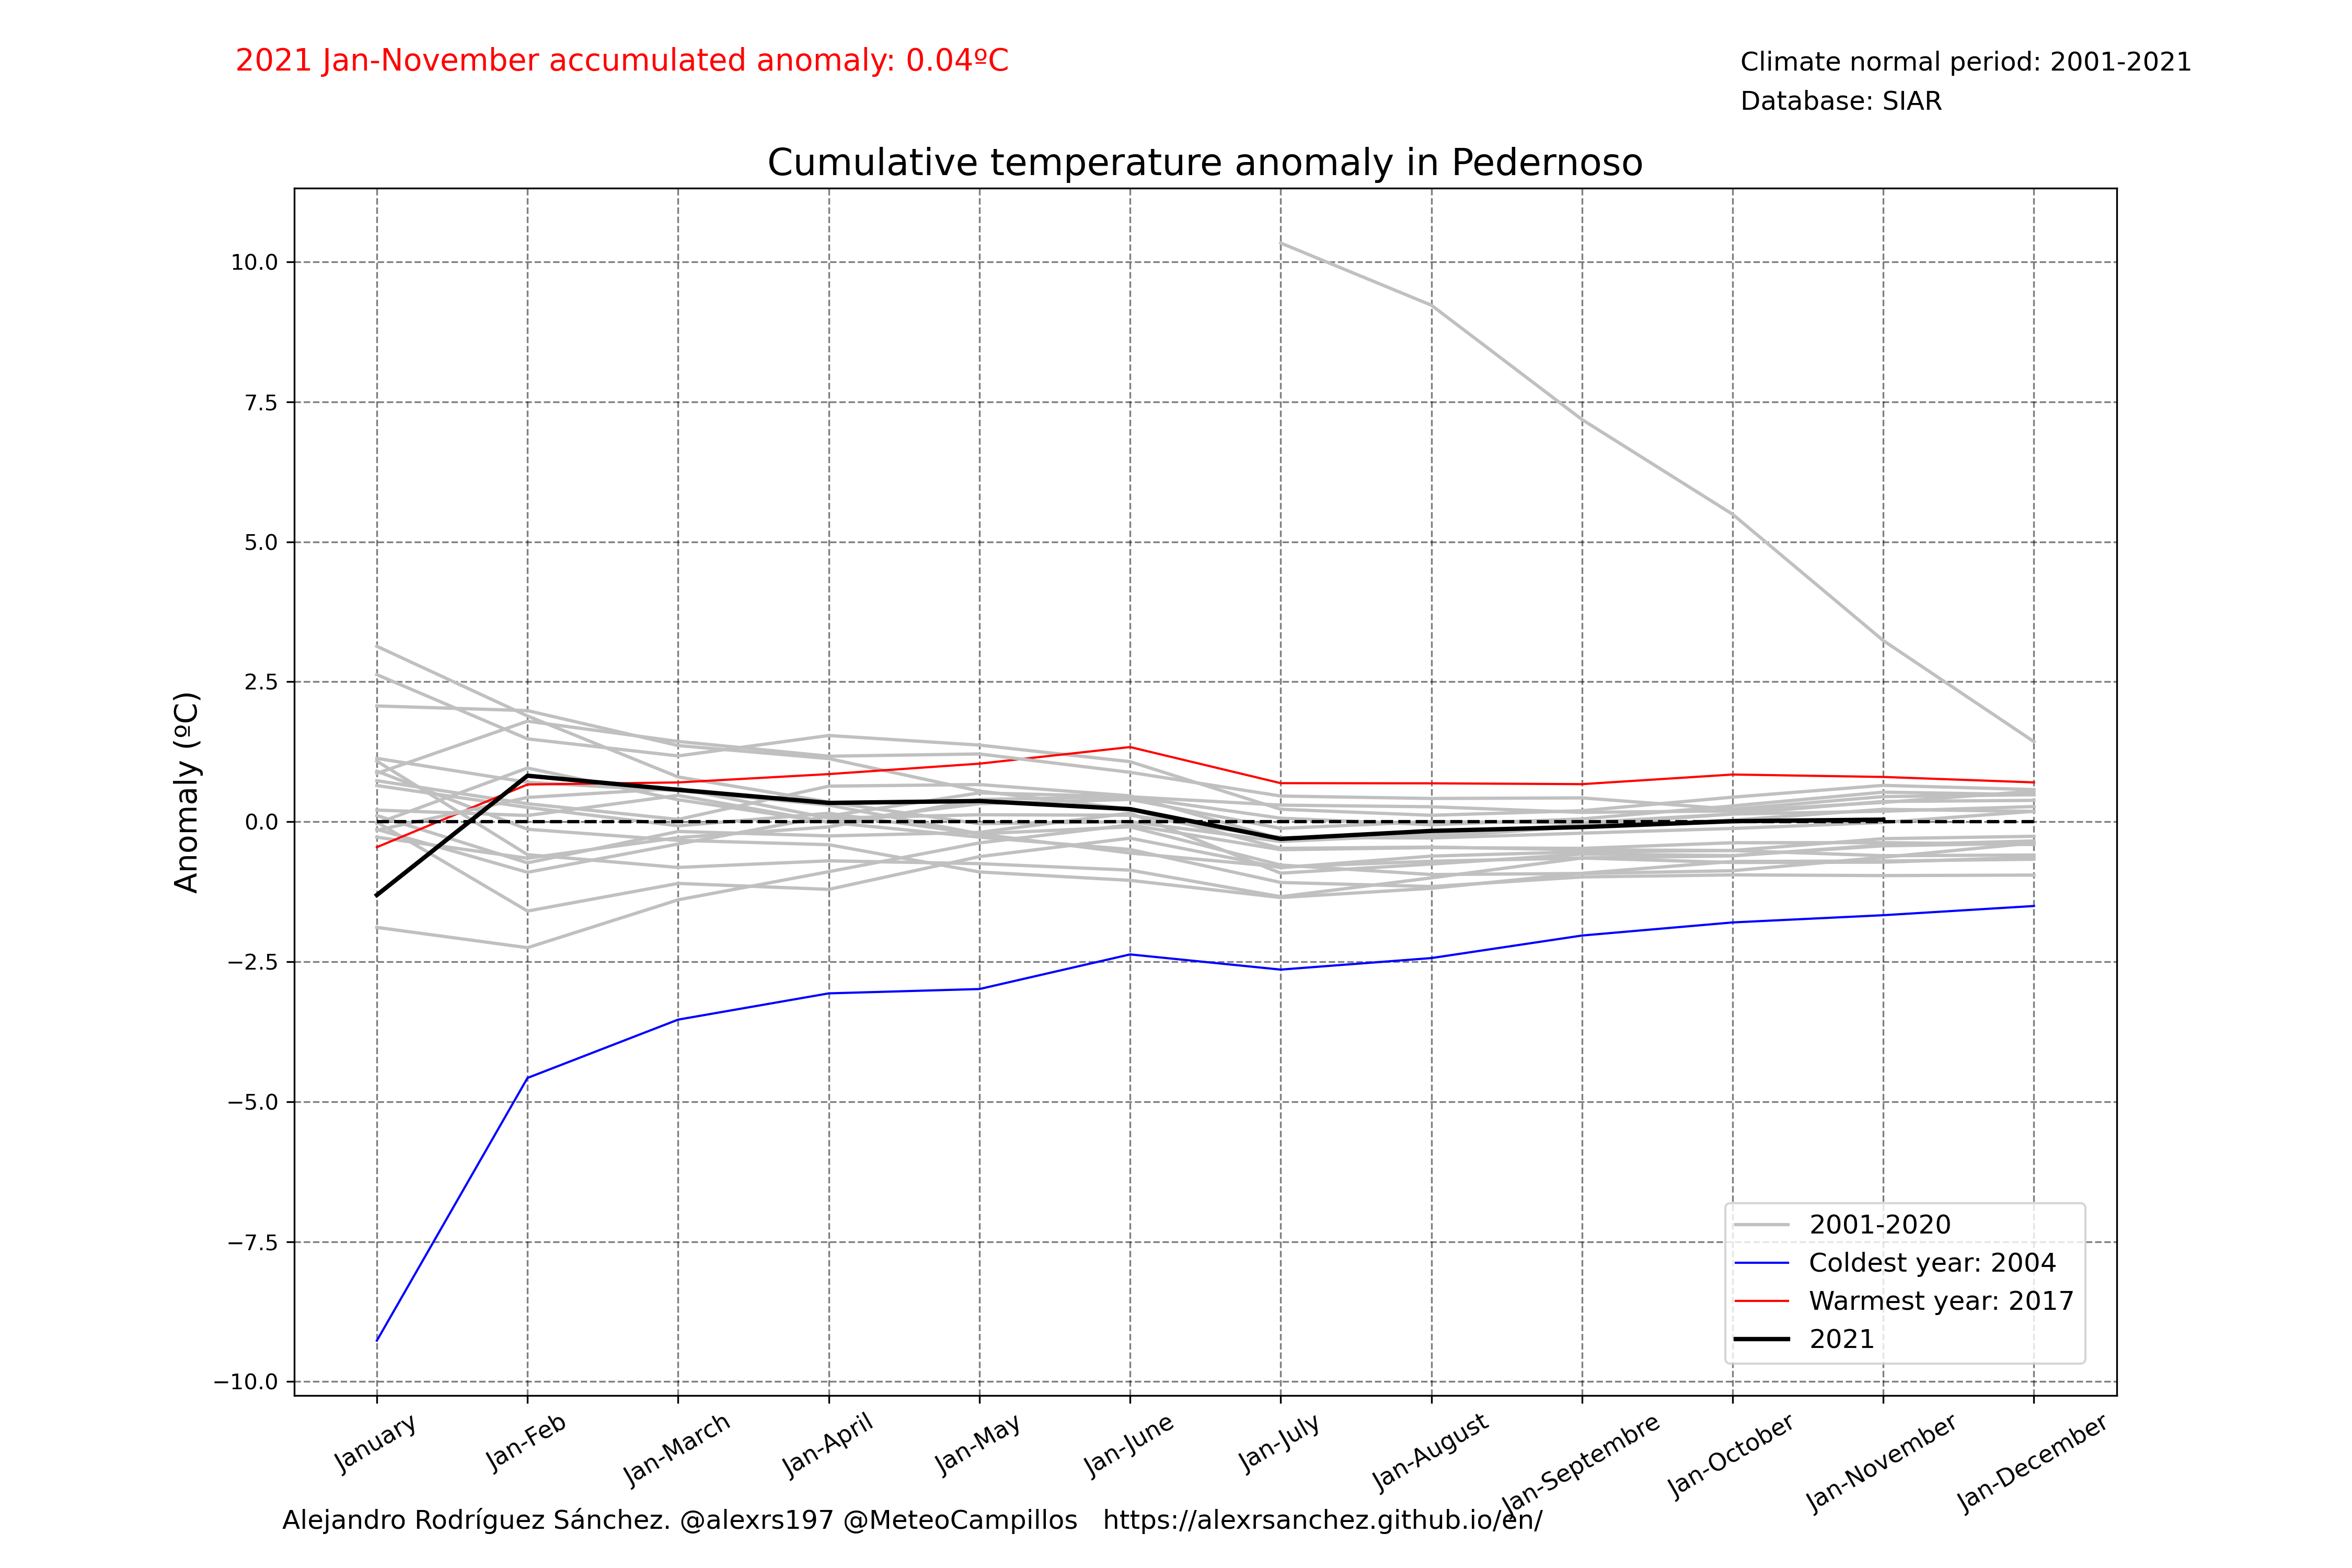 2021 Jan-November accumulated anomaly: 0.04ºC
Climate normal period: 2001-2021
Database: SIAR
Cumulative temperature anomaly in Pedernoso
Anomaly (ºC)
10.0
7.5
5.0
2.5
0.0
−2.5
−5.0
−7.5
−10.0
2001-2020
Coldest year: 2004
Warmest year: 2017
2021
January
Jan-Feb
Jan-March
Jan-April
Jan-May
Jan-June
Jan-July
Jan-August
Jan-Septembre
Jan-October
Jan-November
Jan-December
Alejandro Rodríguez Sánchez. @alexrs197 @MeteoCampillos   https://alexrsanchez.github.io/en/